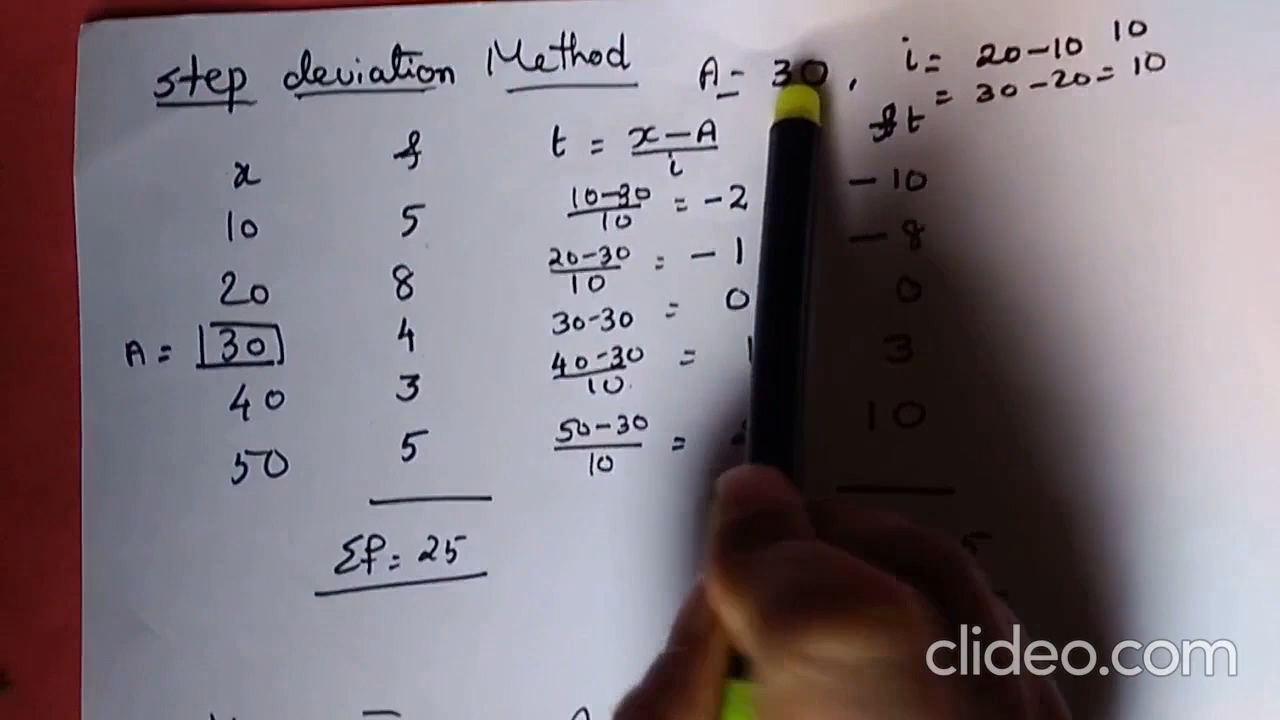 Step deviation Method A = 30, i = 20-10 10
= 30-20 = 10
x f t = x-A / i ft
10 5 10-30 / 10 = -2 -10
20 8 20-30 / 10 = -1 -8
A = 30 4 30-30 = 0 0
40 3 40-30 / 10 = 3
50 5 50-30 / 10 = 10
Σf = 25
clideo.com